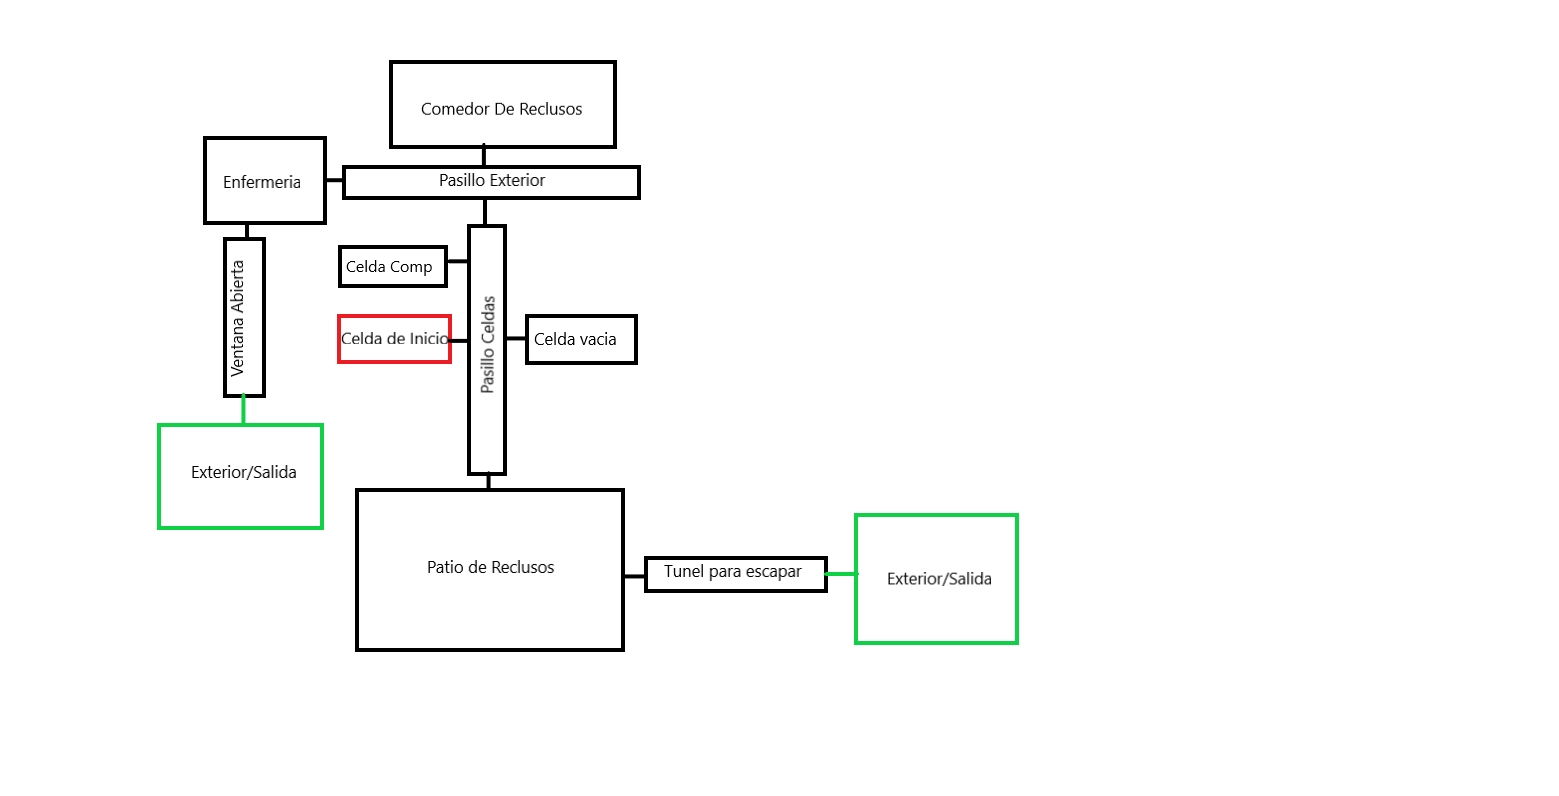 Comedor De Reclusos
Enfermeria
Pasillo Exterior
Celda Comp
Ventana Abierta
Celda de Inicio
Pasillo Celdas
Celda vacia
Exterior/Salida
Patio de Reclusos
Tunel para escapar
Exterior/Salida